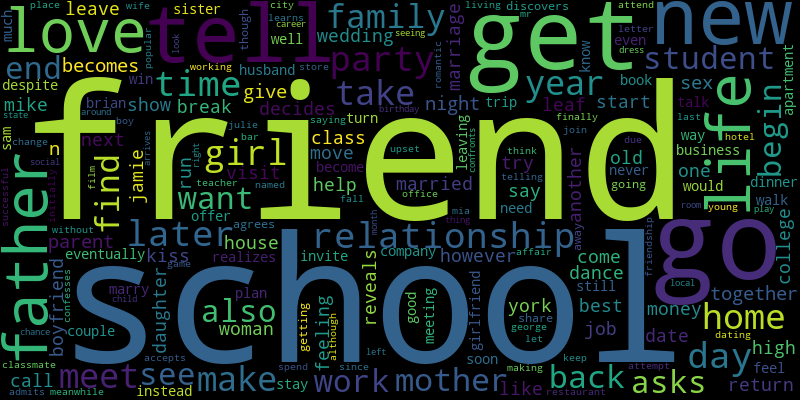 place wife leave sister city learns living discovers attend
much popular though career mr
love tell get new
look letter
end becomes well working husband store family wedding seeing romantic marriage know even dress student
despite win time give party year book sex apartment
mike brian show break decides take night trip leaf start talk
sam state change around boy julie bar birthday saying turn leaving finally join due last way
friend
n next arrives girl class confronts try old never business life begin
father find film jamie run teacher right move become upset think telling going one would dinner
successful initially social visit named help fall married office say hotel
want offer need another room young play walk
parent without later agrees kiss house relationship mia thing month away friendship go college
eventually realizes invite however company affair come
school
boyfriend confesses game daughter plan reveals good meeting girlfriend york still dance together
chance marry child also feeling share best money local home
couple woman getting although george let job date dating
classmate accepts left soon keep day high
call meet see make work mother making like back asks feel
admits meanwhile instead stay spend since restaurant attempt return